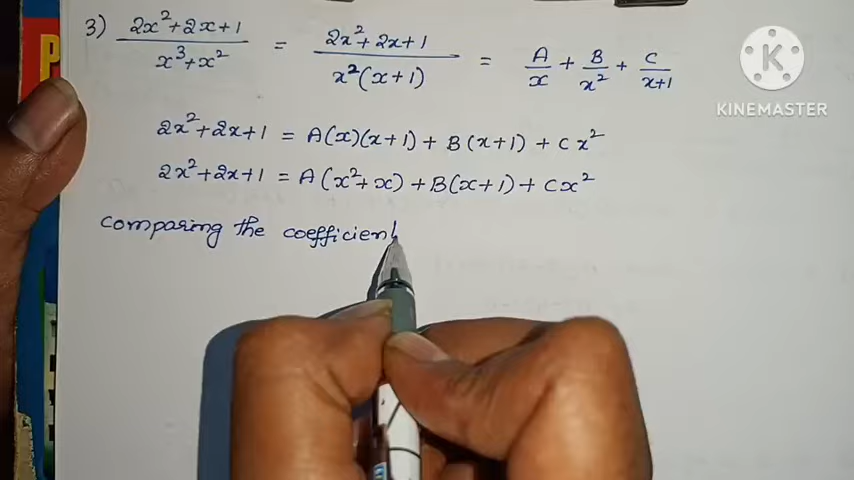 3) 2x²+2x+1 / x³+x² = 2x²+2x+1 / x²(x+1) = A/x + B/x² + C/x+1
KINEMASTER
2x²+2x+1 = A(x)(x+1) + B(x+1) + Cx²
2x²+2x+1 = A(x²+x) + B(x+1) + Cx²
comparing the coefficient